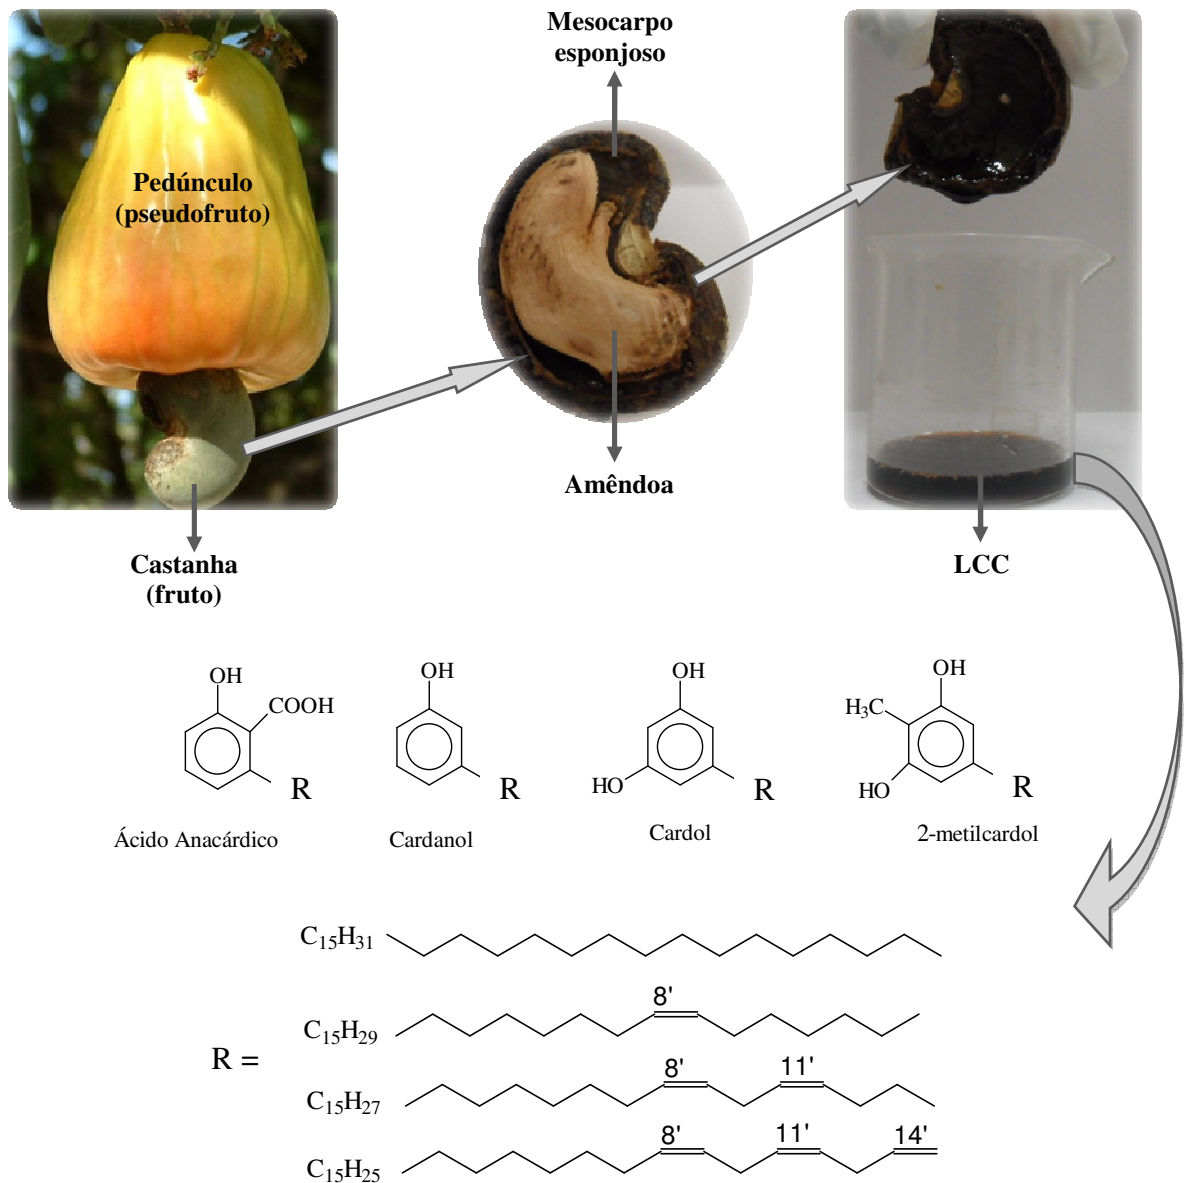 Mesocarpo
esponjoso
Pedúnculo
(pseudofruto)
Amêndoa
Castanha
(fruto)
LCC
OH
COOH
R
Ácido Anacárdico
OH
R
Cardanol
OH
HO
R
Cardol
OH
H₃C
HO
R
2-metilcardol
R =
C₁₅H₃₁
C₁₅H₂₉
8'
C₁₅H₂₇
8' 11'
C₁₅H₂₅
8' 11' 14'